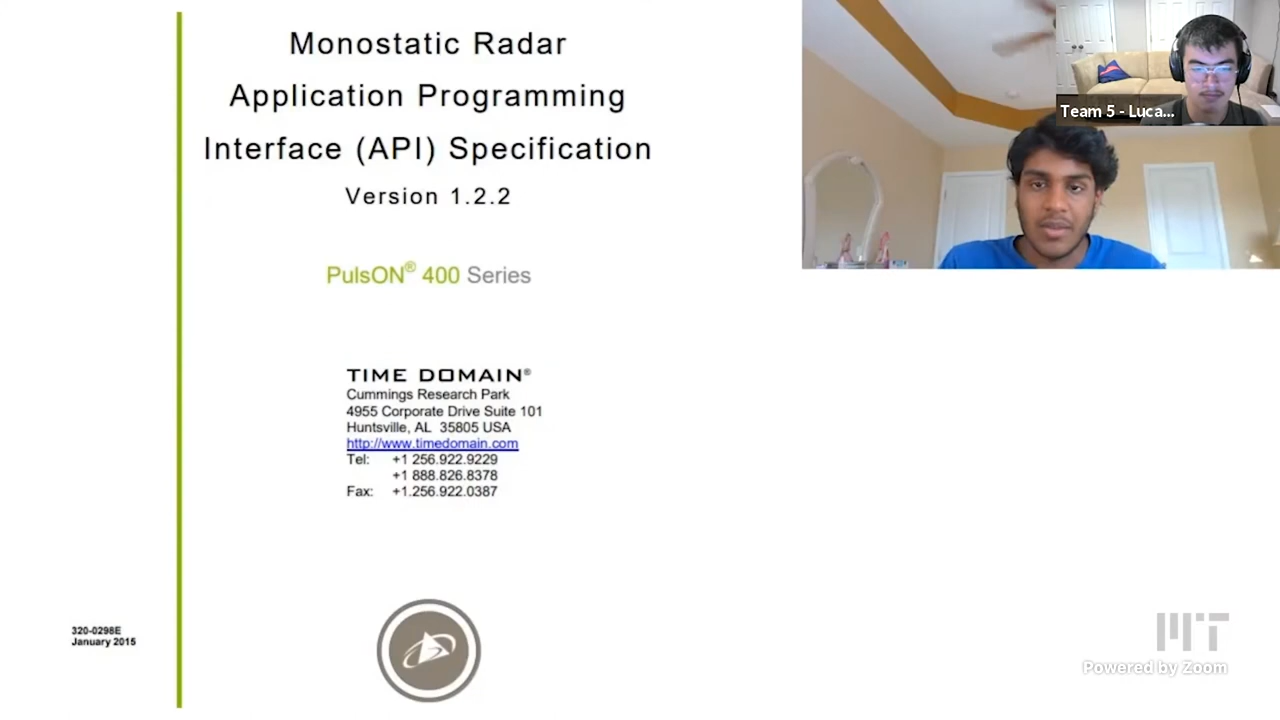 Monostatic Radar
Application Programming
Interface (API) Specification
Version 1.2.2
PulsON® 400 Series
TIME DOMAIN®
Cummings Research Park
4955 Corporate Drive Suite 101
Huntsville, AL 35805 USA
http://www.timedomain.com
Tel: +1 256.922.9229
+1 888.826.8378
Fax: +1.256.922.0387
320-0298E
January 2015
Team 5 - Luca...
MIT
Powered by Zoom